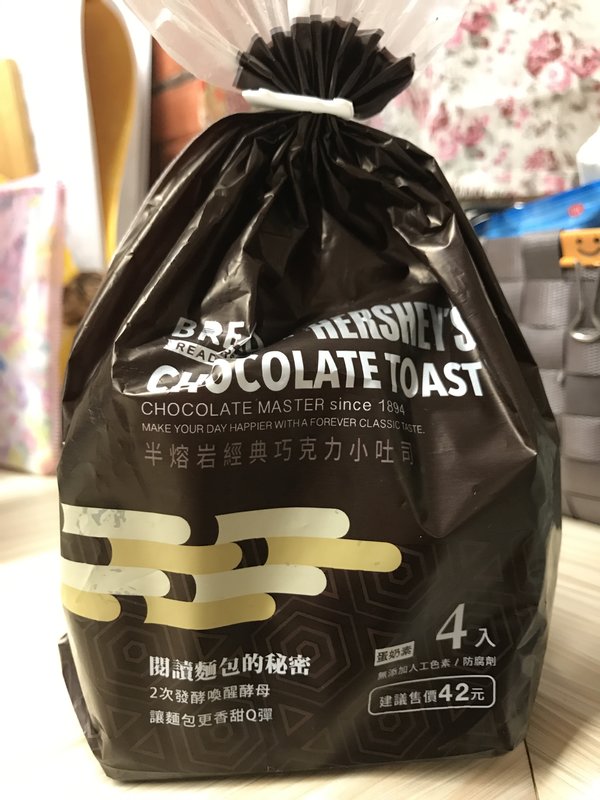 HERSHEY'S
CHOCOLATE TOAST
CHOCOLATE MASTER since 1894
MAKE YOUR DAY HAPPIER WITH A FOREVER CLASSIC TASTE.
半熔岩經典巧克力小吐司
閱讀麵包的秘密
2次發酵喚醒酵母
讓麵包更香甜Q彈
4入
蛋奶素
無添加人工色素/防腐劑
建議售價42元